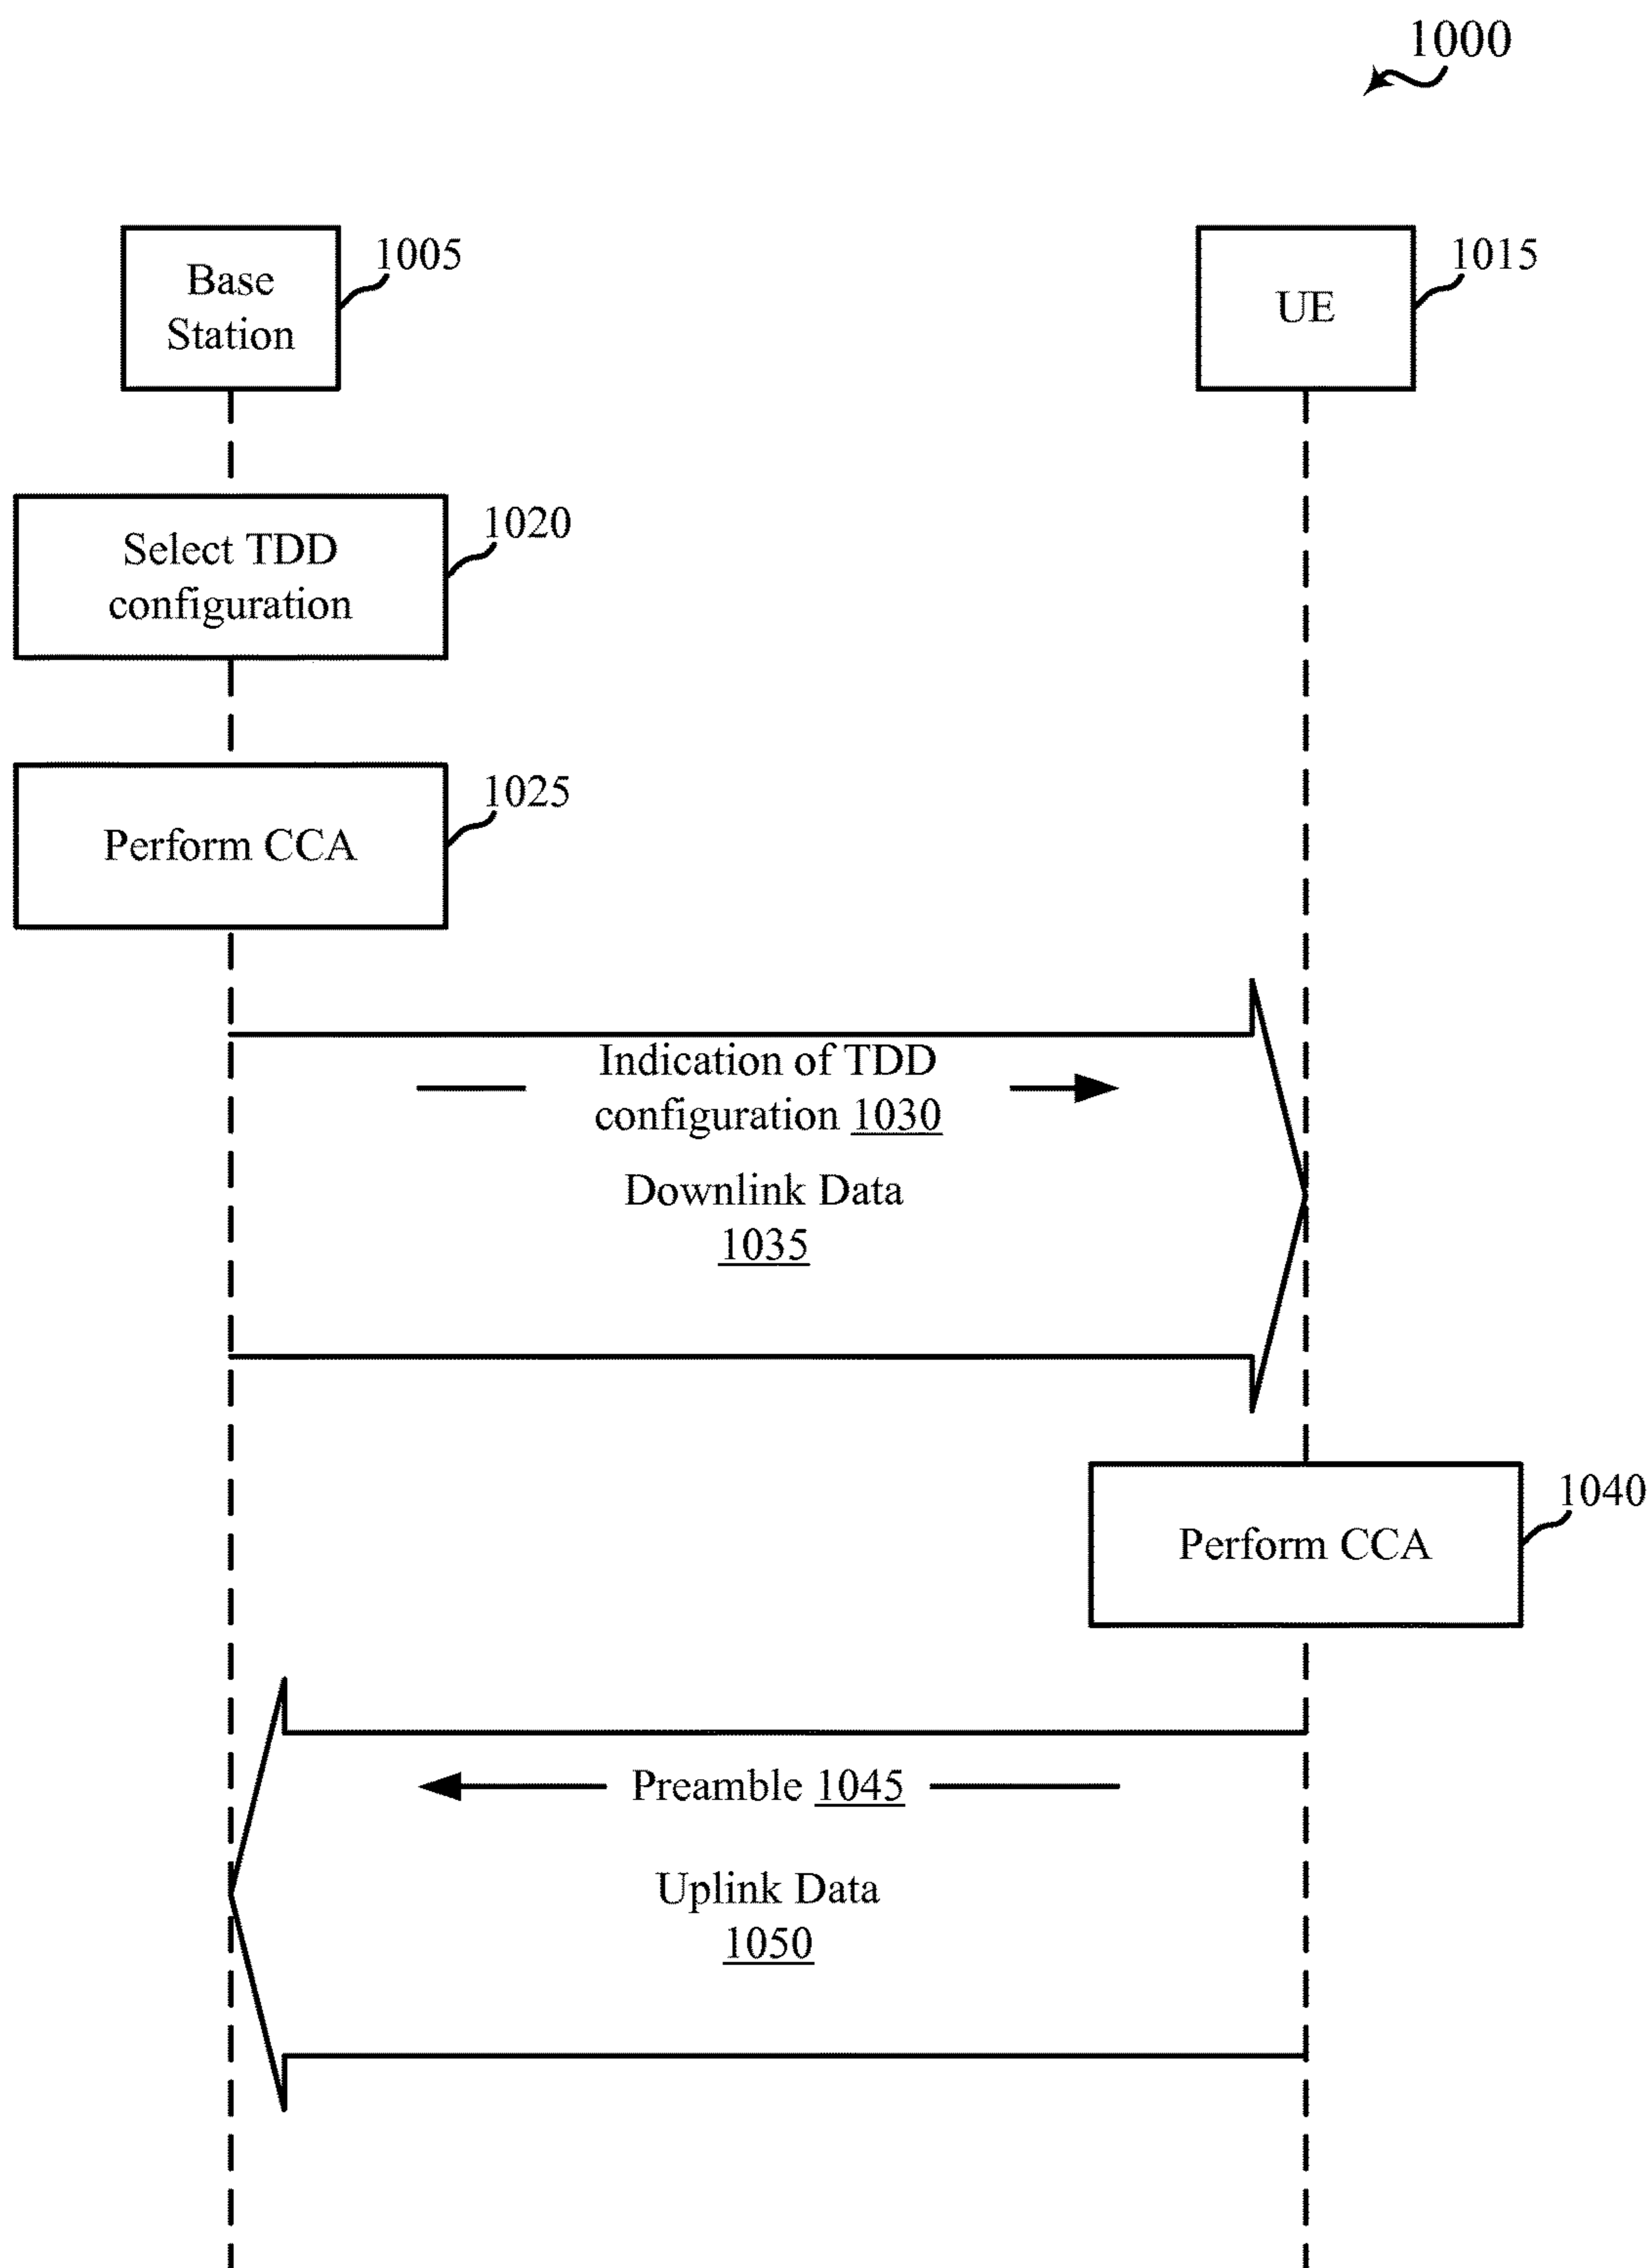 1000
Base
Station
1005
UE
1015
Select TDD
configuration
1020
Perform CCA
1025
Indication of TDD
configuration 1030
Downlink Data
1035
Perform CCA
1040
Preamble 1045
Uplink Data
1050